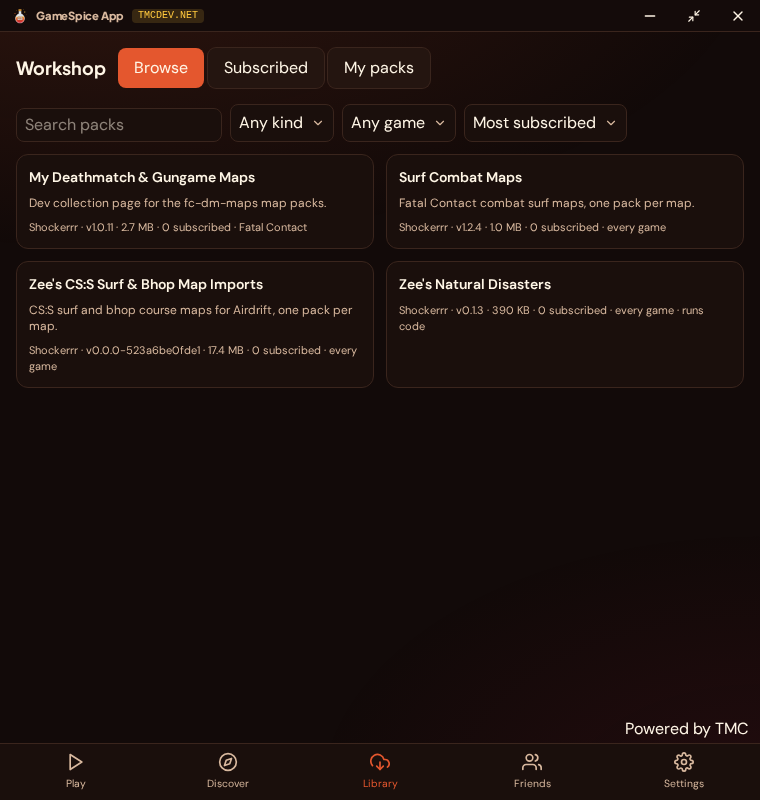 GameSpice App TMCDEV.NET
Workshop Browse Subscribed My packs
Search packs Any kind Any game Most subscribed
My Deathmatch & Gungame Maps
Dev collection page for the fc-dm-maps map packs.
Shockerrr · v1.0.11 · 2.7 MB · 0 subscribed · Fatal Contact
Surf Combat Maps
Fatal Contact combat surf maps, one pack per map.
Shockerrr · v1.2.4 · 1.0 MB · 0 subscribed · every game
Zee's CS:S Surf & Bhop Map Imports
CS:S surf and bhop course maps for Airdrift, one pack per
map.
Shockerrr · v0.0.0-523a6be0fde1 · 17.4 MB · 0 subscribed · every
game
Zee's Natural Disasters
Shockerrr · v0.1.3 · 390 KB · 0 subscribed · every game · runs
code
Powered by TMC
Play Discover Library Friends Settings